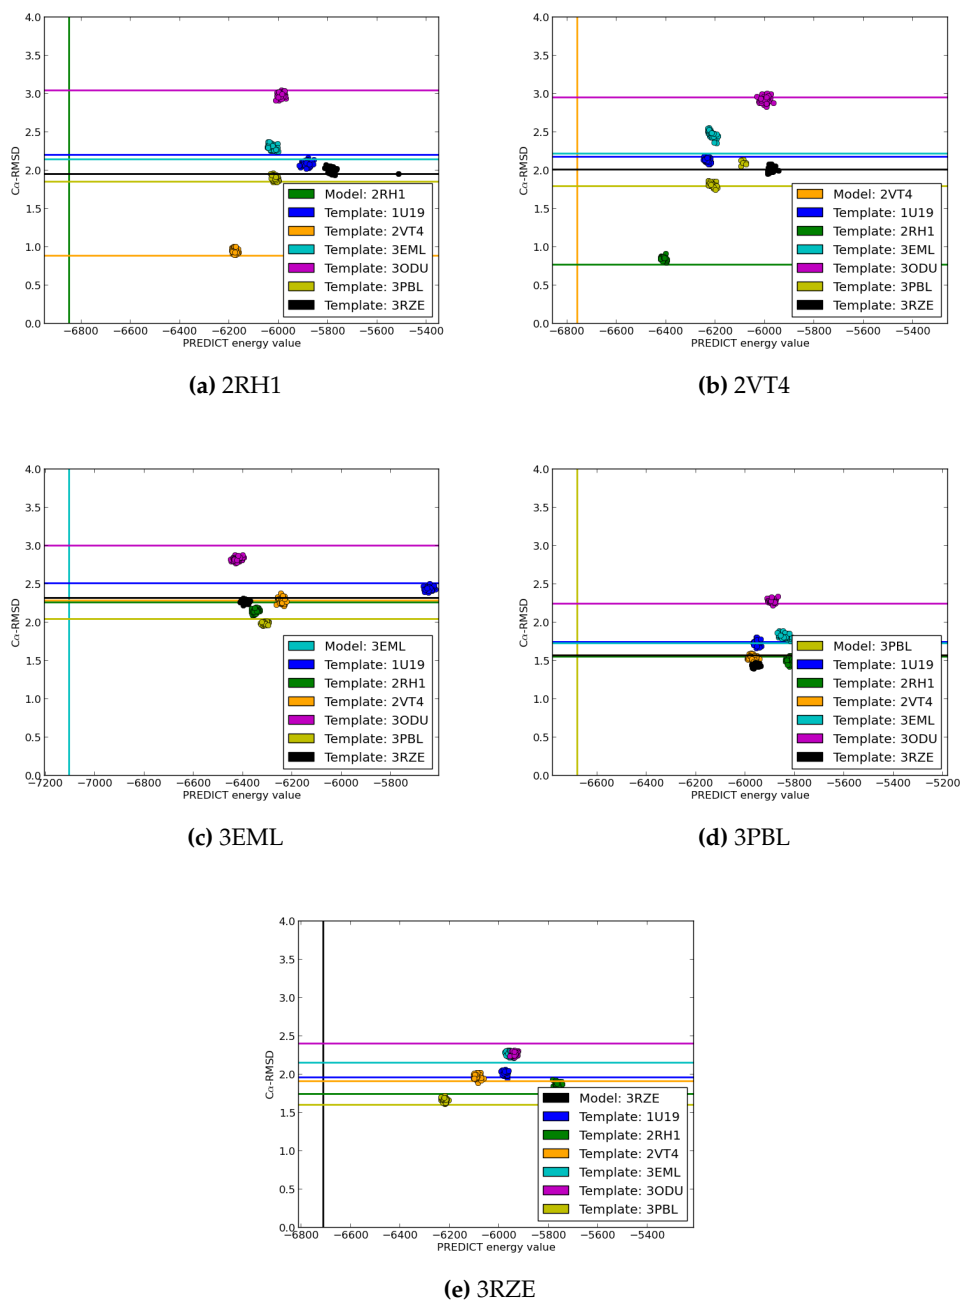 4.0
3.5
3.0
2.5
2.0
1.5
1.0
0.5
0.0
Cα-RMSD
−6800 −6600 −6400 −6200 −6000 −5800 −5600 −5400
PREDICT energy value
Model: 2RH1
Template: 1U19
Template: 2VT4
Template: 3EML
Template: 3ODU
Template: 3PBL
Template: 3RZE
(a) 2RH1
4.0
3.5
3.0
2.5
2.0
1.5
1.0
0.5
0.0
Cα-RMSD
−6800 −6600 −6400 −6200 −6000 −5800 −5600 −5400
PREDICT energy value
Model: 2VT4
Template: 1U19
Template: 2RH1
Template: 3EML
Template: 3ODU
Template: 3PBL
Template: 3RZE
(b) 2VT4
4.0
3.5
3.0
2.5
2.0
1.5
1.0
0.5
0.0
Cα-RMSD
−7200 −7000 −6800 −6600 −6400 −6200 −6000 −5800
PREDICT energy value
Model: 3EML
Template: 1U19
Template: 2RH1
Template: 2VT4
Template: 3ODU
Template: 3PBL
Template: 3RZE
(c) 3EML
4.0
3.5
3.0
2.5
2.0
1.5
1.0
0.5
0.0
Cα-RMSD
−6600 −6400 −6200 −6000 −5800 −5600 −5400 −5200
PREDICT energy value
Model: 3PBL
Template: 1U19
Template: 2RH1
Template: 2VT4
Template: 3EML
Template: 3ODU
Template: 3RZE
(d) 3PBL
4.0
3.5
3.0
2.5
2.0
1.5
1.0
0.5
0.0
Cα-RMSD
−6800 −6600 −6400 −6200 −6000 −5800 −5600 −5400
PREDICT energy value
Model: 3RZE
Template: 1U19
Template: 2RH1
Template: 2VT4
Template: 3EML
Template: 3ODU
Template: 3PBL
(e) 3RZE